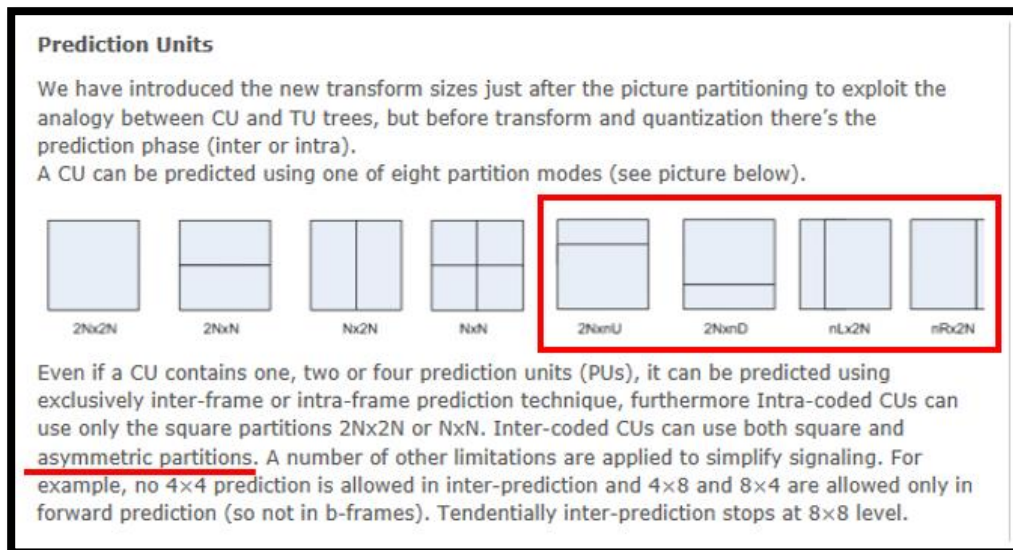 Prediction Units
We have introduced the new transform sizes just after the picture partitioning to exploit the
analogy between CU and TU trees, but before transform and quantization there's the
prediction phase (inter or intra).
A CU can be predicted using one of eight partition modes (see picture below).
2Nx2N 2NxN Nx2N NxN 2NxnU 2NxnD nLx2N nRx2N
Even if a CU contains one, two or four prediction units (PUs), it can be predicted using
exclusively inter-frame or intra-frame prediction technique, furthermore Intra-coded CUs can
use only the square partitions 2Nx2N or NxN. Inter-coded CUs can use both square and
asymmetric partitions. A number of other limitations are applied to simplify signaling. For
example, no 4×4 prediction is allowed in inter-prediction and 4×8 and 8×4 are allowed only in
forward prediction (so not in b-frames). Tendentially inter-prediction stops at 8×8 level.